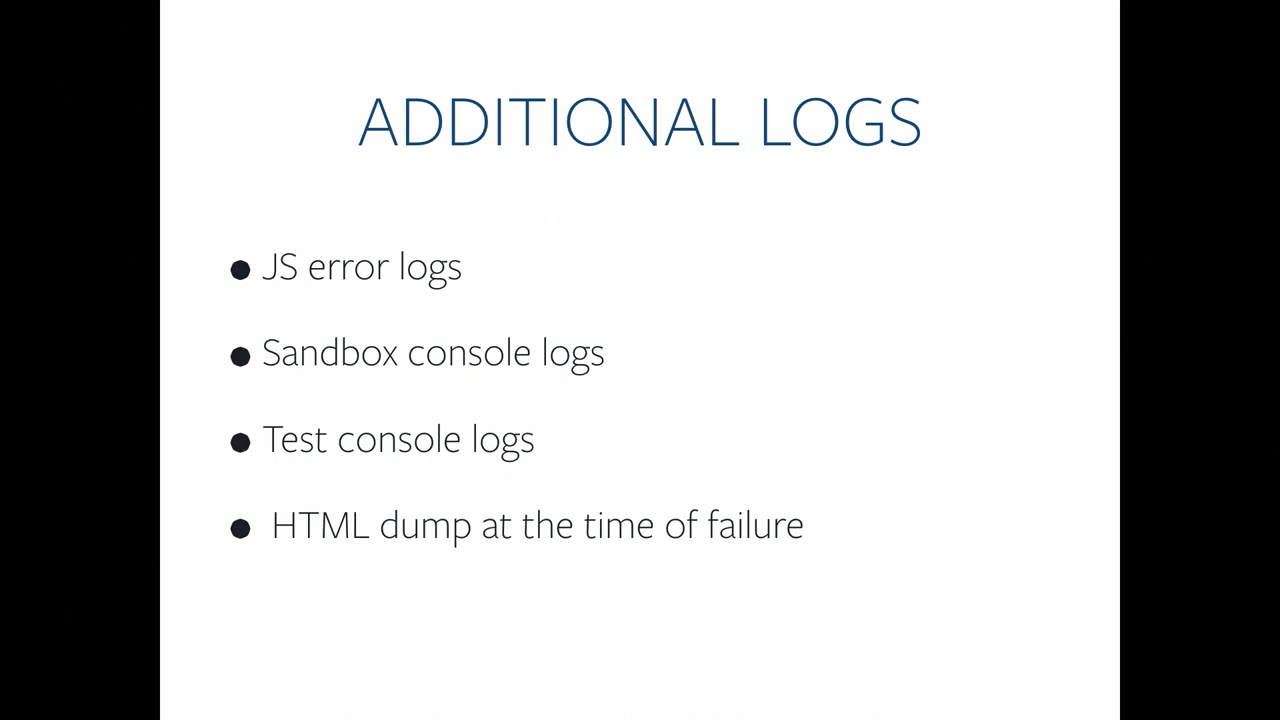 ADDITIONAL LOGS
● JS error logs
● Sandbox console logs
● Test console logs
● HTML dump at the time of failure